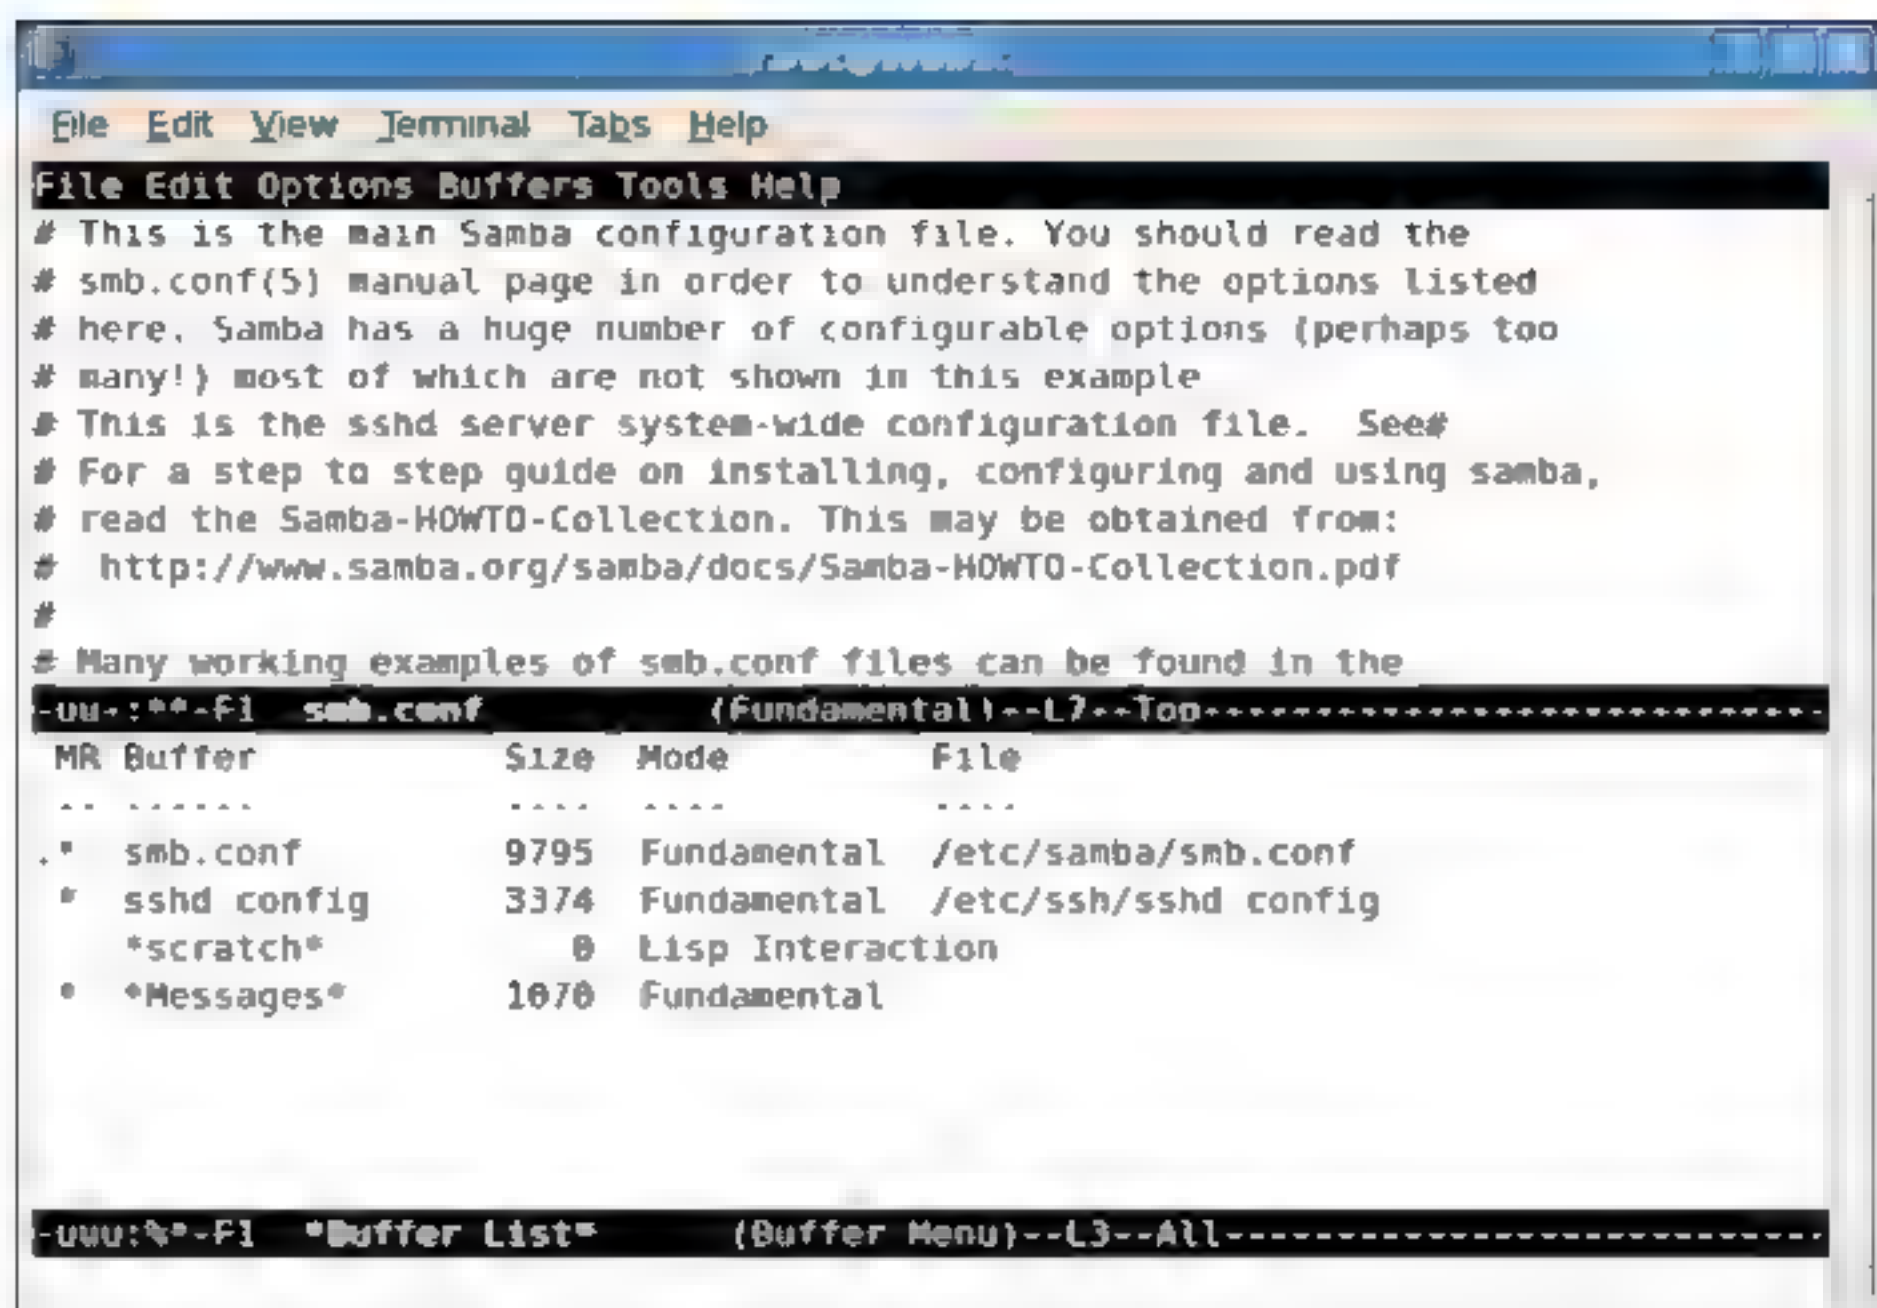 File Edit View Terminal Tabs Help
File Edit Options Buffers Tools Help
# This is the main Samba configuration file. You should read the
# smb.conf(5) manual page in order to understand the options listed
# here. Samba has a huge number of configurable options (perhaps too
# many!) most of which are not shown in this example
# This is the sshd server system-wide configuration file.  See#
# For a step to step guide on installing, configuring and using samba,
# read the Samba-HOWTO-Collection. This may be obtained from:
#  http://www.samba.org/samba/docs/Samba-HOWTO-Collection.pdf
#
# Many working examples of smb.conf files can be found in the
-uu-:**-F1  smb.conf          (Fundamental)--L7--Top----------------------------
MR Buffer           Size  Mode         File
.*  smb.conf         9795  Fundamental  /etc/samba/smb.conf
 *  sshd config      3374  Fundamental  /etc/ssh/sshd config
    *scratch*           0  Lisp Interaction
 *  *Messages*       1070  Fundamental
-uuu:%*-F1  *Buffer List*      (Buffer Menu)--L3--All---------------------------